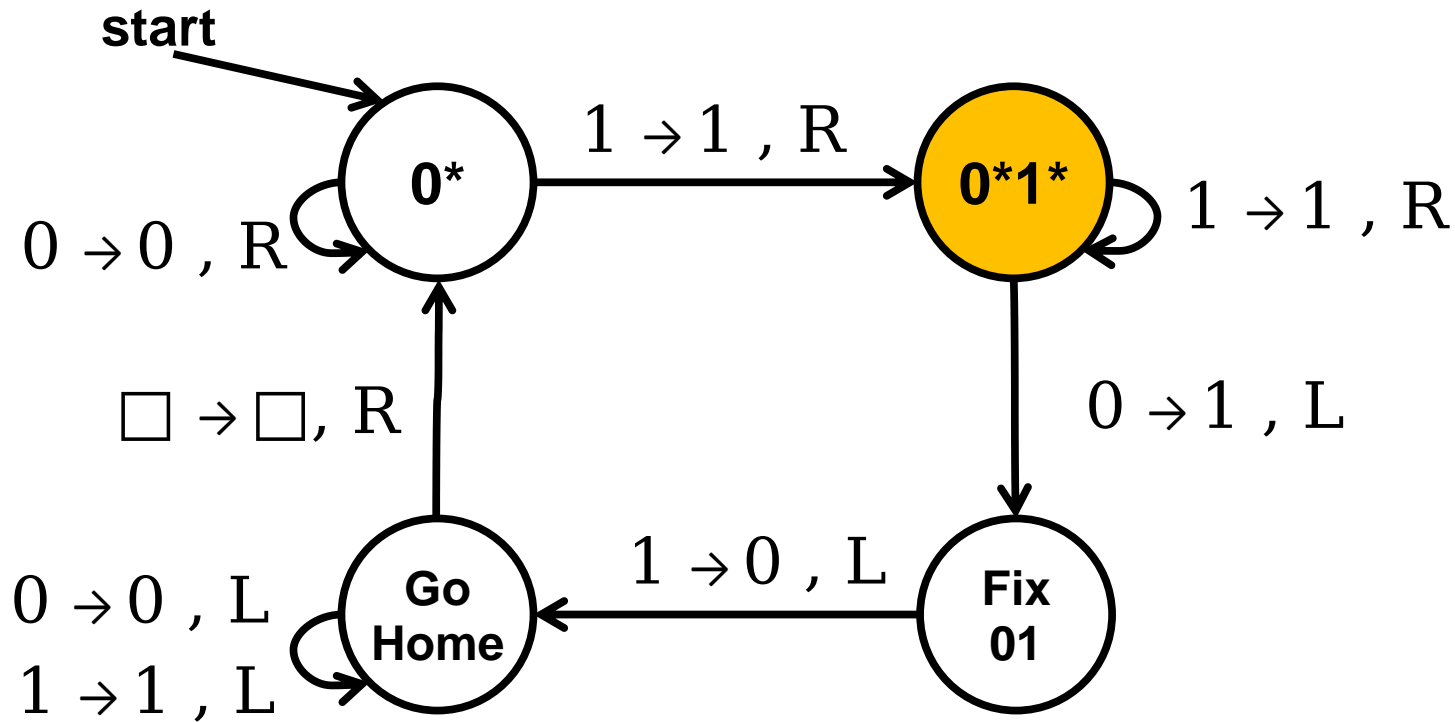 start
0*
1 → 1 , R
0*1*
1 → 1 , R
0 → 0 , R
□ → □, R
0 → 1 , L
Go
Home
1 → 0 , L
Fix
01
0 → 0 , L
1 → 1 , L